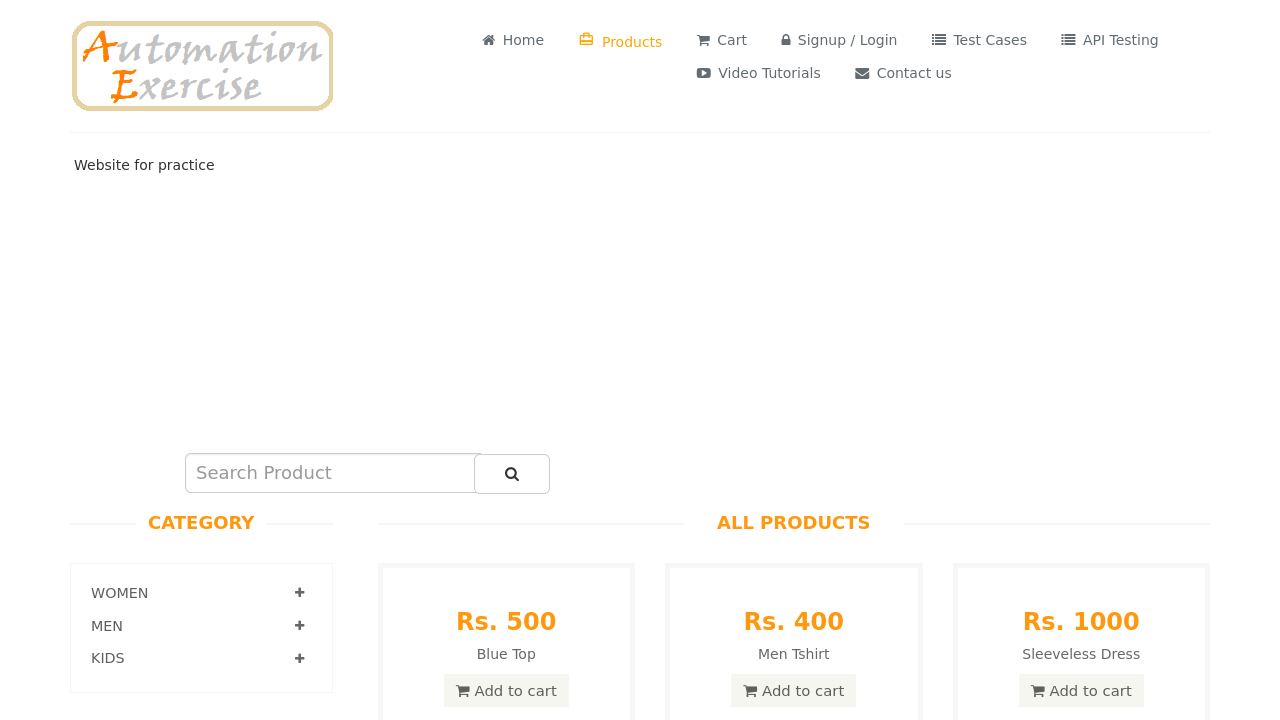 Automation
Exercise
Home
Products
Cart
Signup / Login
Test Cases
API Testing
Video Tutorials
Contact us
Website for practice
Search Product
CATEGORY
ALL PRODUCTS
WOMEN
MEN
KIDS
Rs. 500
Blue Top
Add to cart
Rs. 400
Men Tshirt
Add to cart
Rs. 1000
Sleeveless Dress
Add to cart